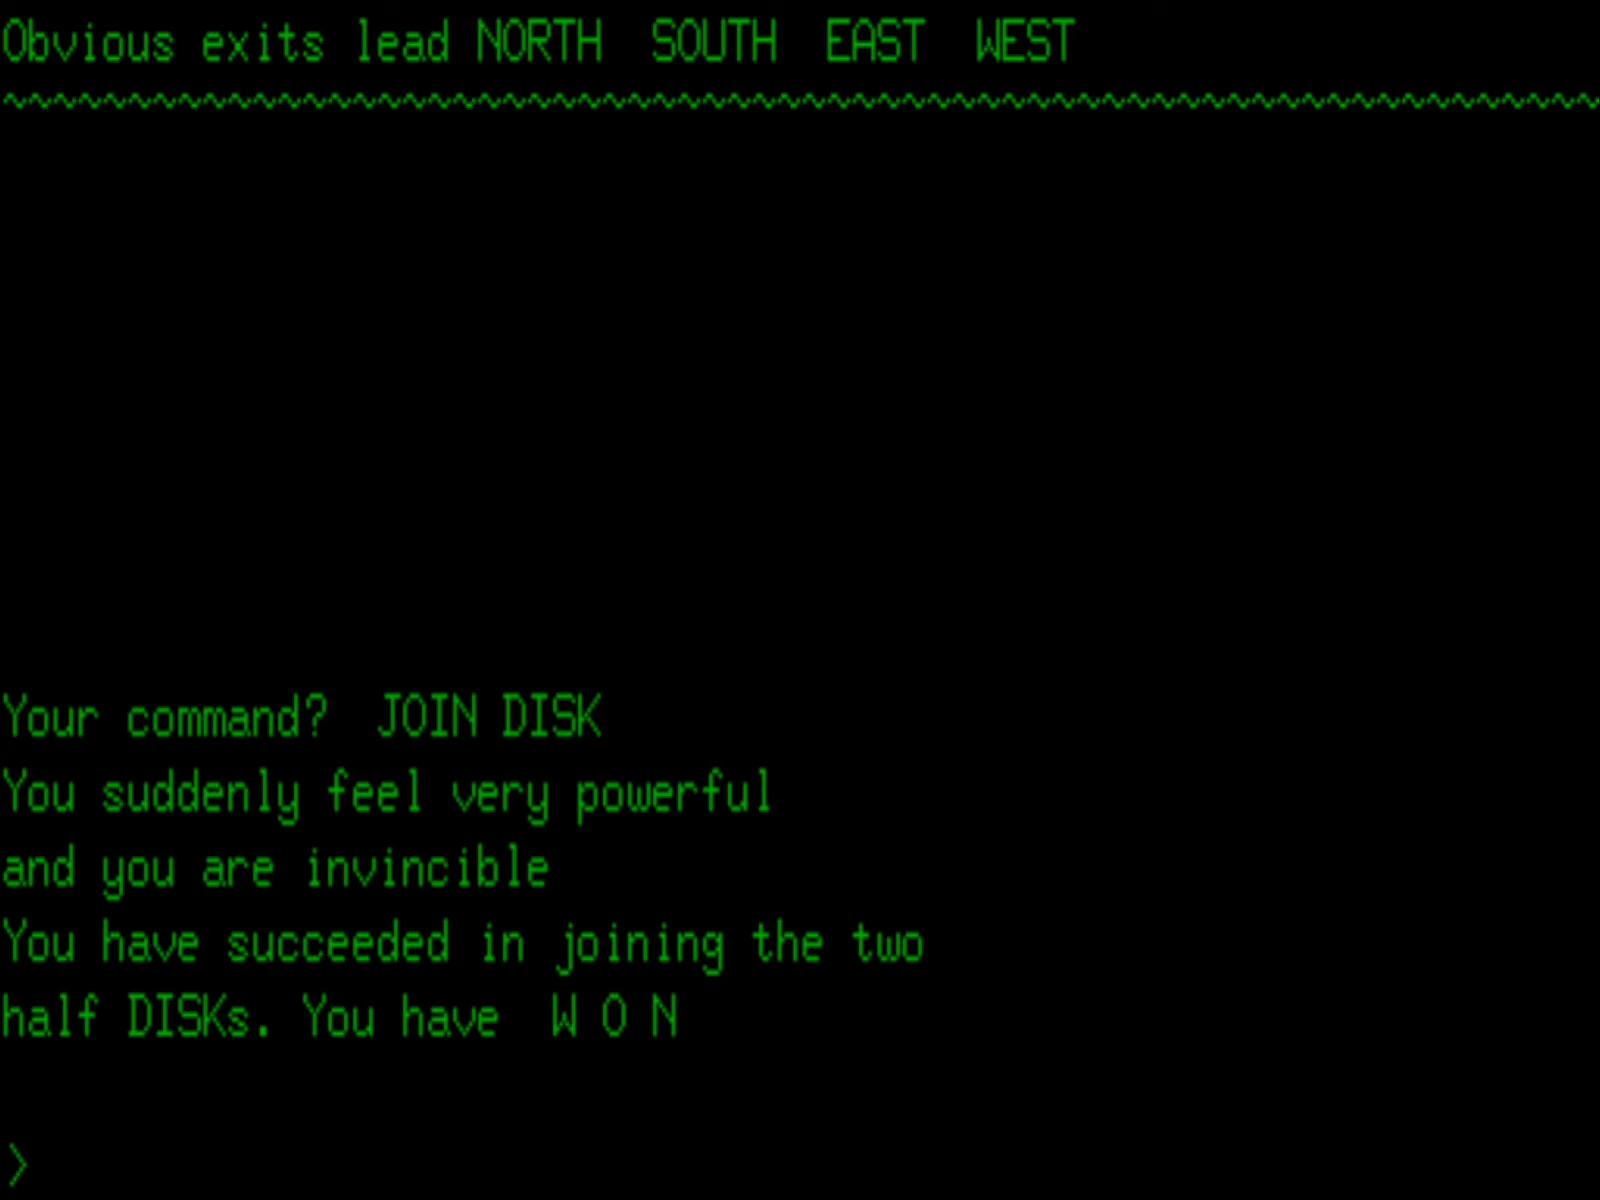 Obvious exits lead NORTH  SOUTH  EAST  WEST
~~~~~~~~~~~~~~~~~~~~~~~~~~~~~~~~~~~~~~~~~~~~~~~~~~~~~~~~~~~~~~~~
Your command?  JOIN DISK
You suddenly feel very powerful
and you are invincible
You have succeeded in joining the two
half DISKs. You have  W O N
>